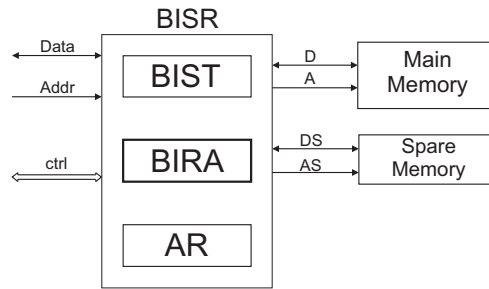 BISR
Data
Addr
ctrl
BIST
BIRA
AR
D
A
DS
AS
Main
Memory
Spare
Memory